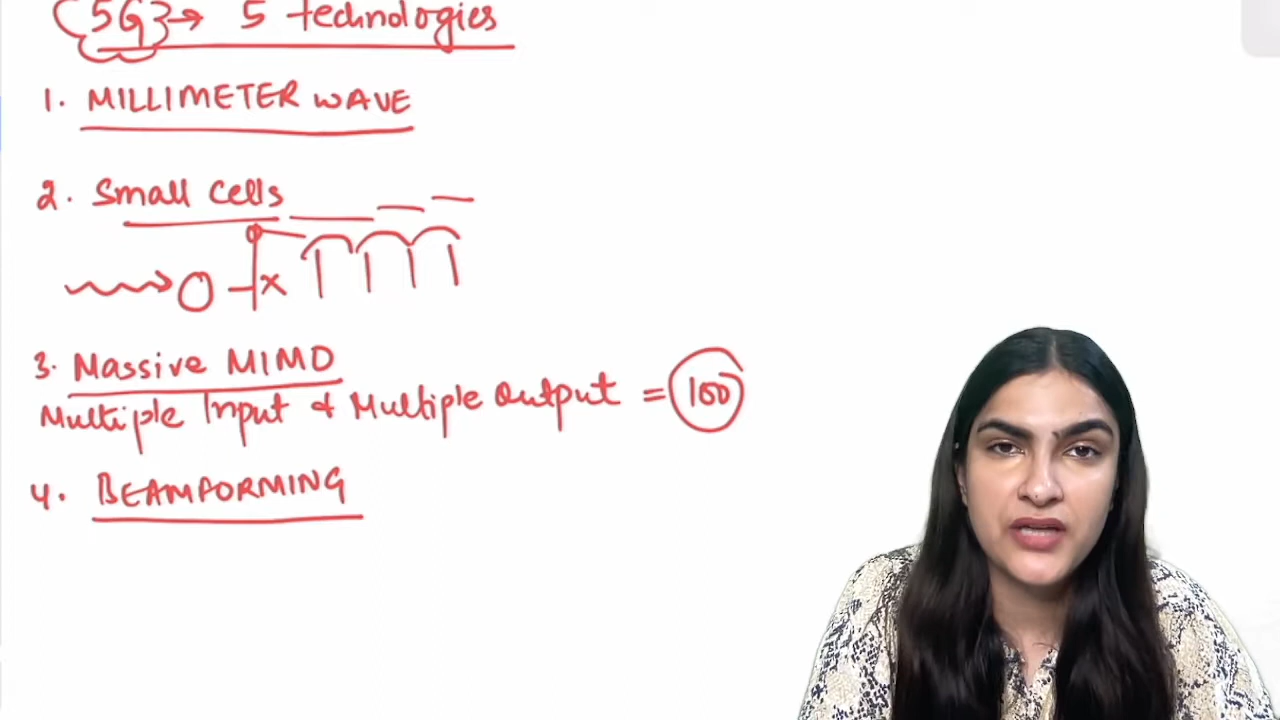 5G → 5 technologies
1. MILLIMETER WAVE
2. Small Cells
x
3. Massive MIMO
Multiple Input & Multiple Output = 100
4. BEAMFORMING